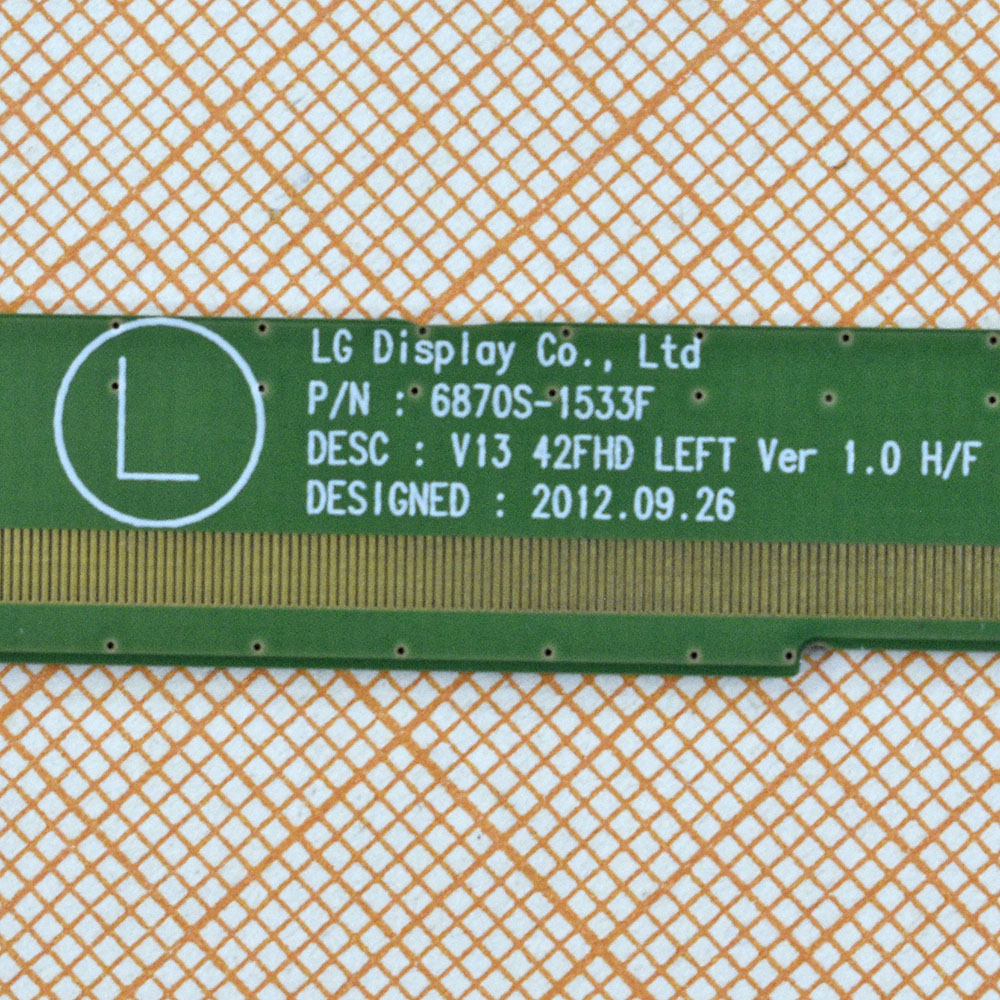 L
LG Display Co., Ltd
P/N : 6870S-1533F
DESC : V13 42FHD LEFT Ver 1.0 H/F
DESIGNED : 2012.09.26